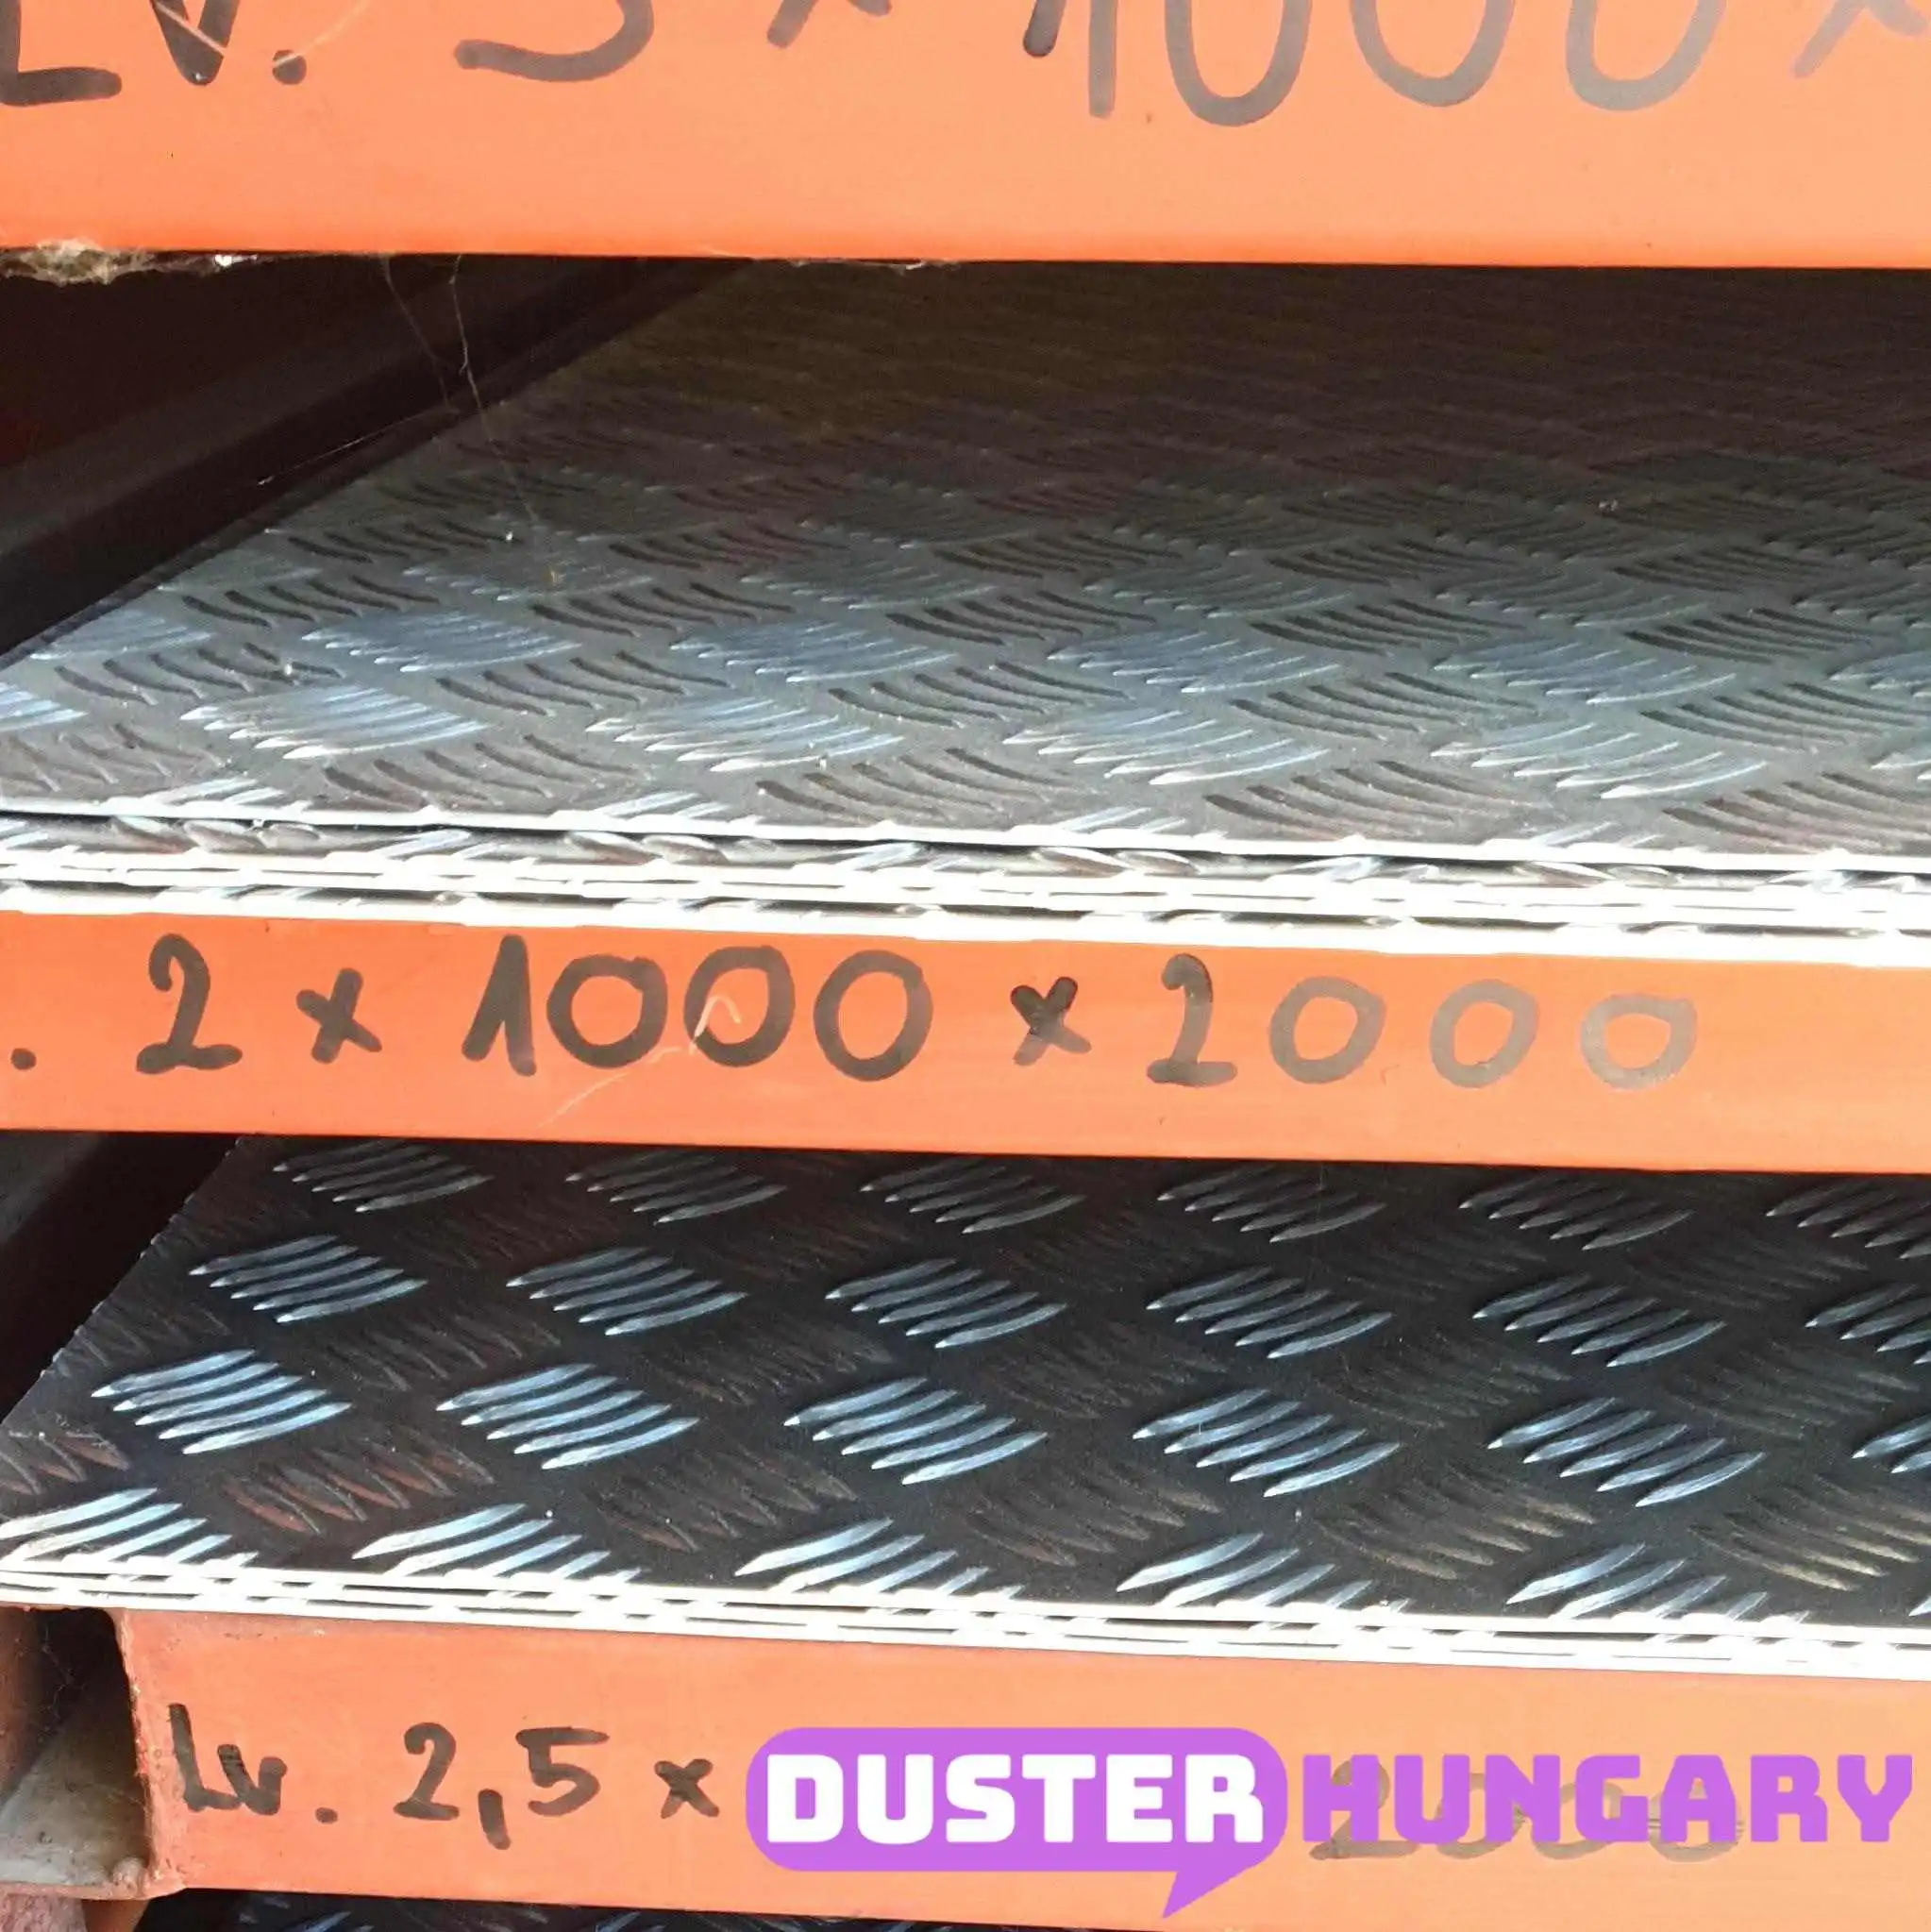 Lv. 3 x 1000 x
. 2 x 1000 x 2000
Lv. 2,5 x
DUSTER HUNGARY